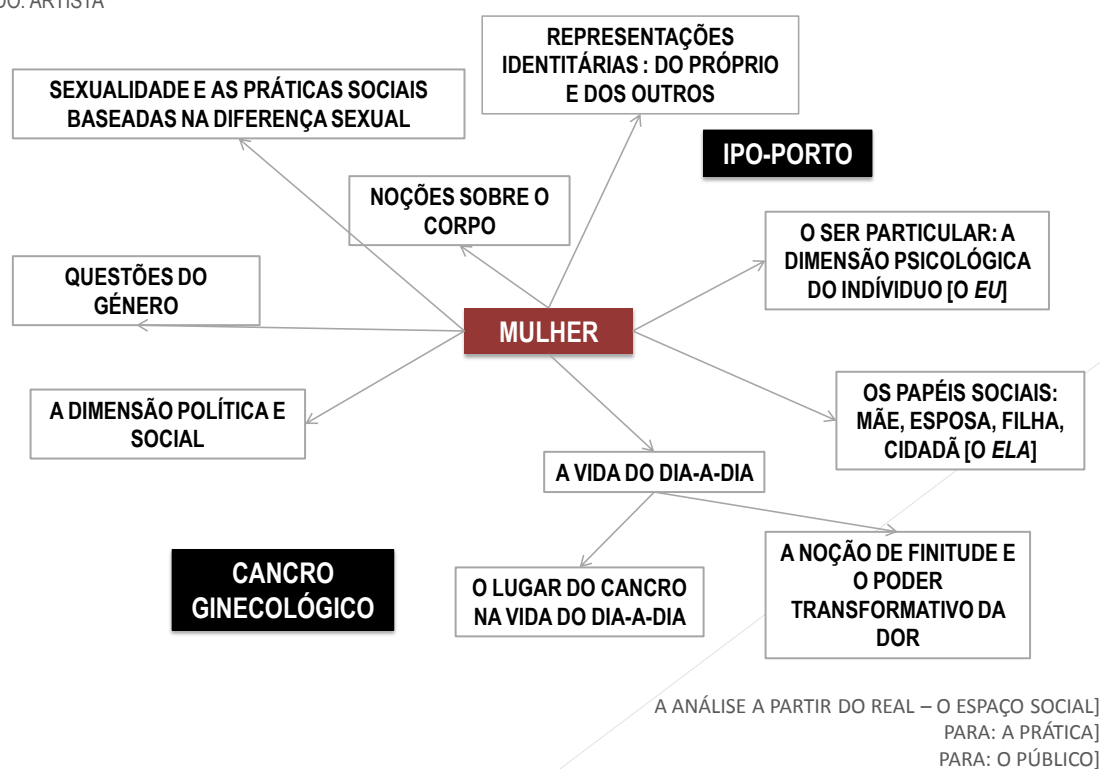 DO: ARTISTA
REPRESENTAÇÕES
IDENTITÁRIAS : DO PRÓPRIO
E DOS OUTROS
SEXUALIDADE E AS PRÁTICAS SOCIAIS
BASEADAS NA DIFERENÇA SEXUAL
IPO-PORTO
NOÇÕES SOBRE O
CORPO
O SER PARTICULAR: A
DIMENSÃO PSICOLÓGICA
DO INDÍVIDUO [O EU]
QUESTÕES DO
GÉNERO
MULHER
A DIMENSÃO POLÍTICA E
SOCIAL
OS PAPÉIS SOCIAIS:
MÃE, ESPOSA, FILHA,
CIDADÃ [O ELA]
A VIDA DO DIA-A-DIA
CANCRO
GINECOLÓGICO
O LUGAR DO CANCRO
NA VIDA DO DIA-A-DIA
A NOÇÃO DE FINITUDE E
O PODER
TRANSFORMATIVO DA
DOR
A ANÁLISE A PARTIR DO REAL – O ESPAÇO SOCIAL]
PARA: A PRÁTICA]
PARA: O PÚBLICO]